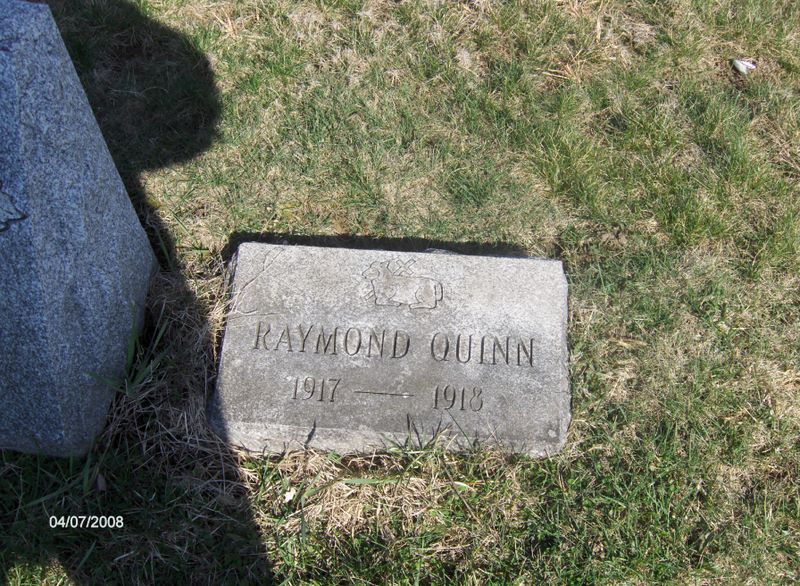 RAYMOND QUINN
1917 — 1918
04/07/2008